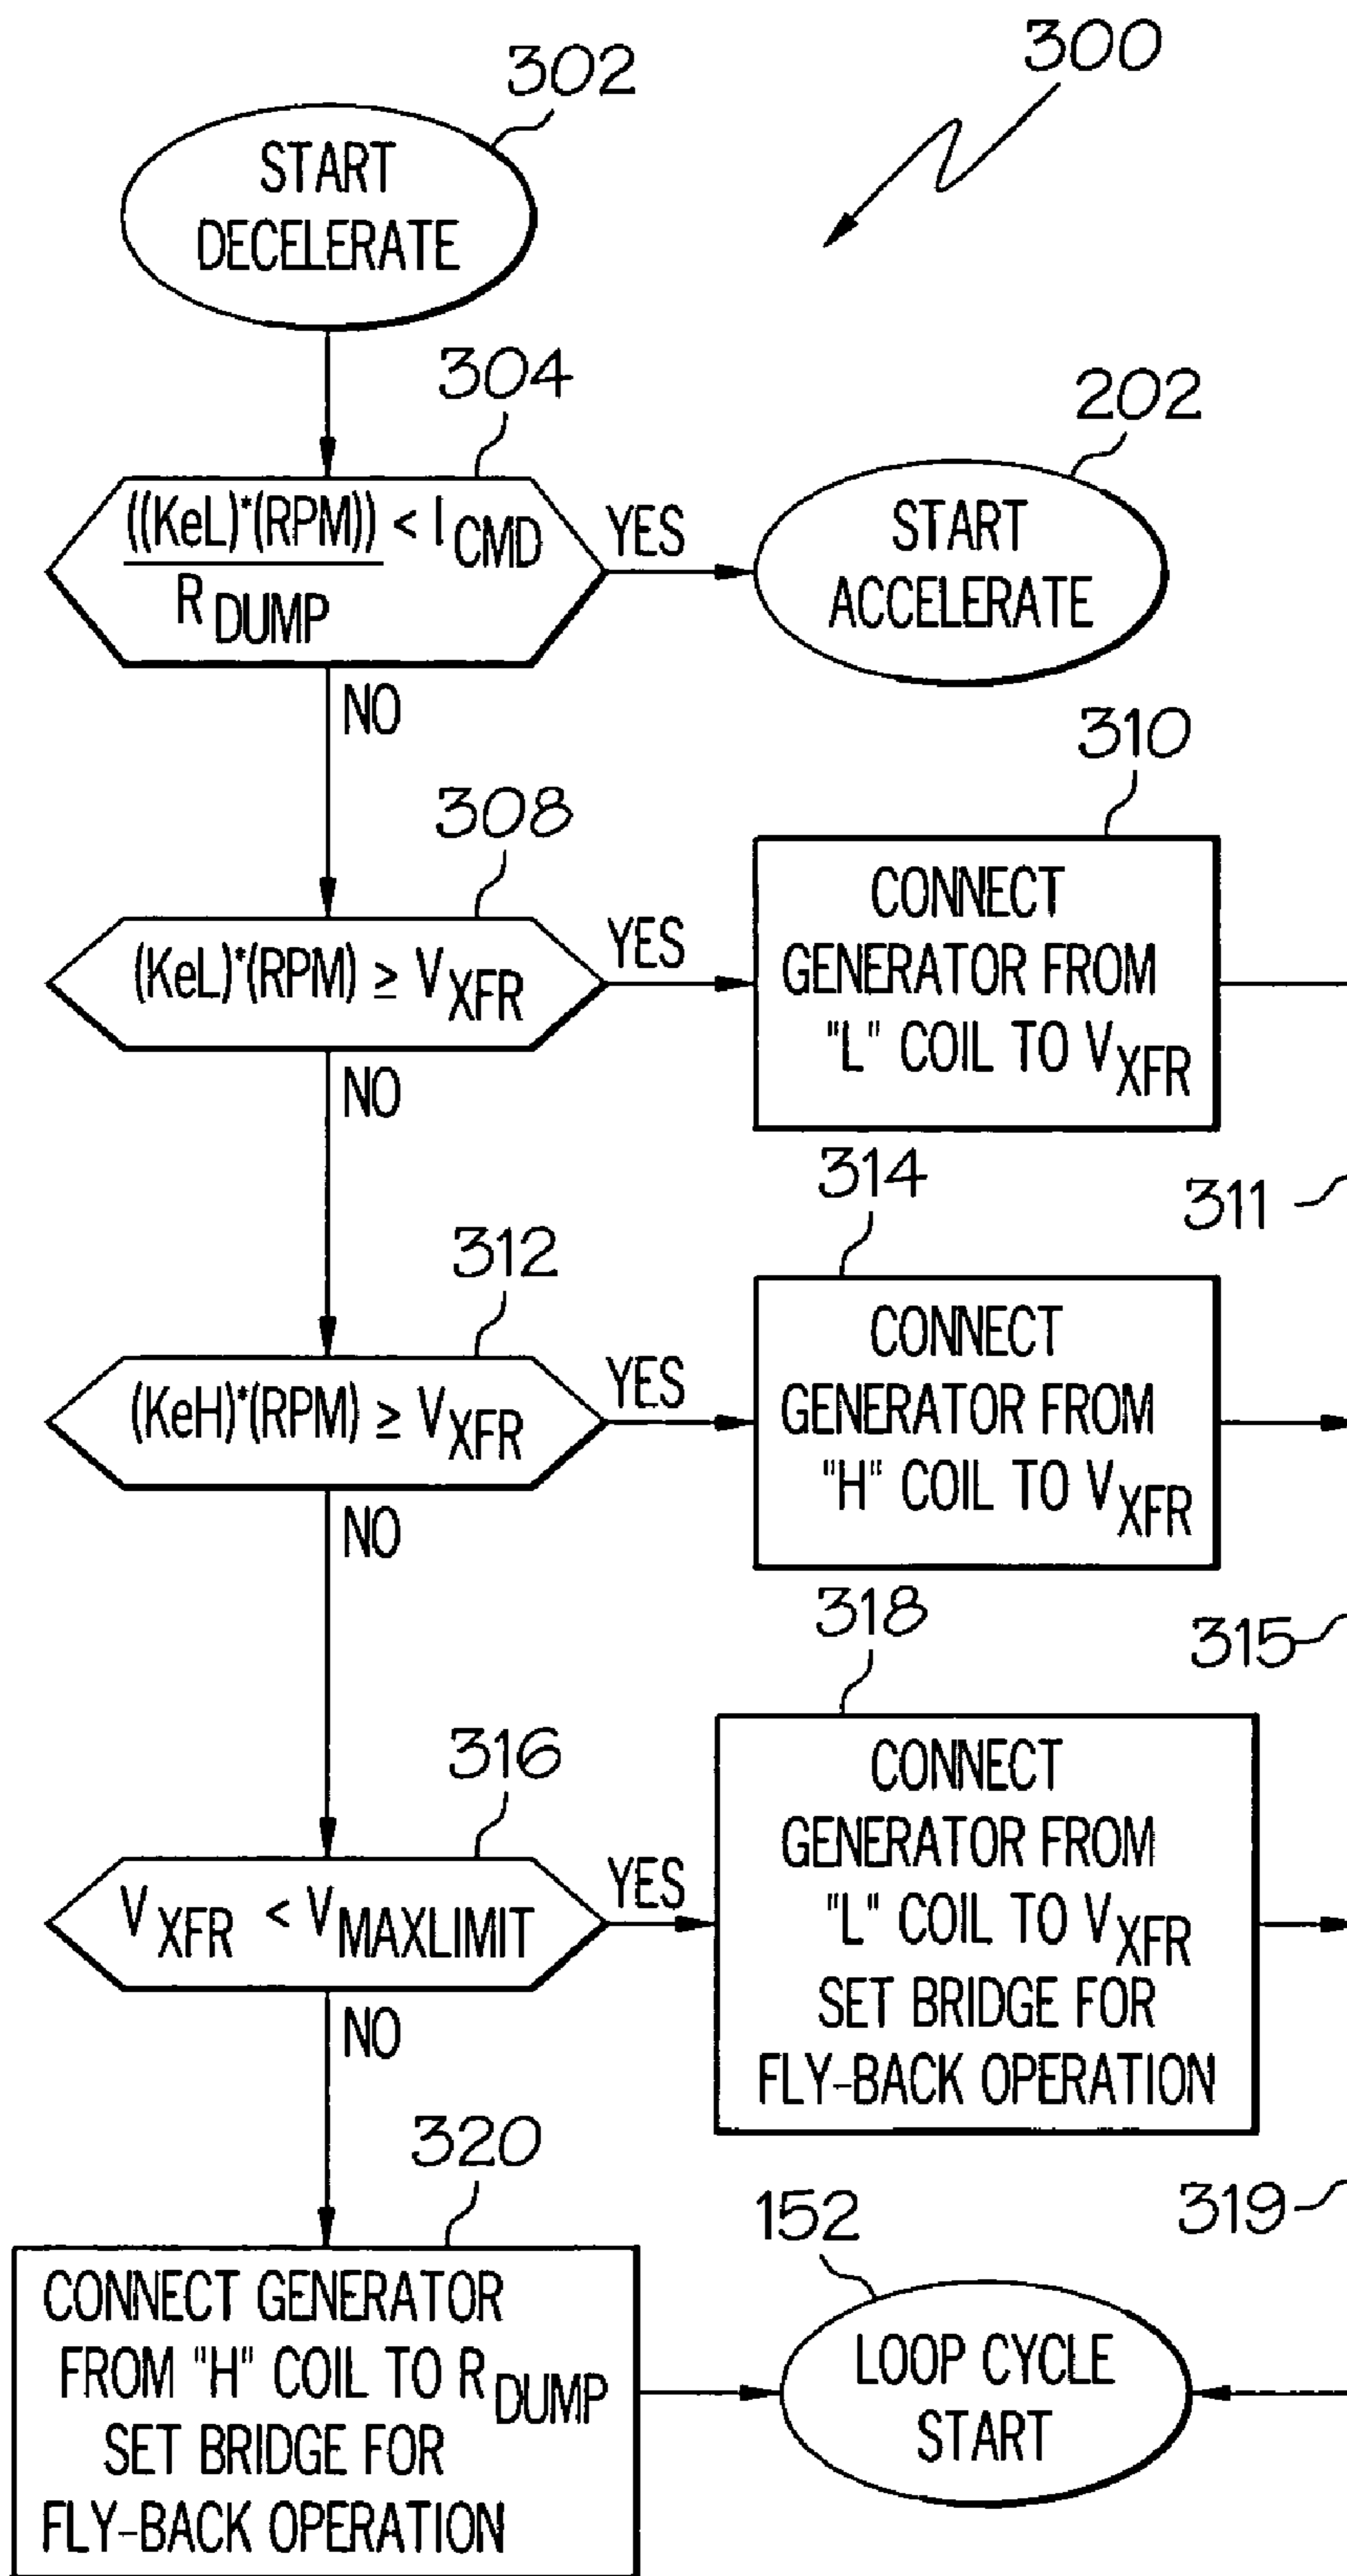 300
302
START
DECELERATE
304
((KeL)*(RPM)) < I CMD
R DUMP
YES
NO
202
START
ACCELERATE
308
(KeL)*(RPM) ≥ V XFR
YES
NO
310
CONNECT
GENERATOR FROM
"L" COIL TO V XFR
311
312
(KeH)*(RPM) ≥ V XFR
YES
NO
314
CONNECT
GENERATOR FROM
"H" COIL TO V XFR
315
316
V XFR < V MAXLIMIT
YES
NO
318
CONNECT
GENERATOR FROM
"L" COIL TO V XFR
SET BRIDGE FOR
FLY-BACK OPERATION
319
320
CONNECT GENERATOR
FROM "H" COIL TO R DUMP
SET BRIDGE FOR
FLY-BACK OPERATION
152
LOOP CYCLE
START